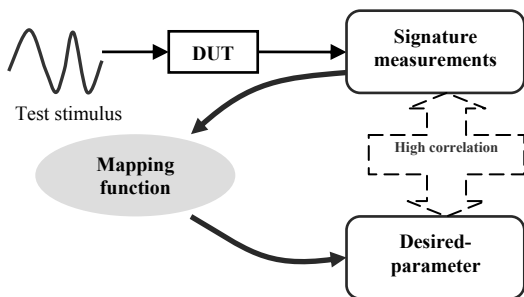 Signature
measurements
DUT
Test stimulus
High correlation
Mapping
function
Desired-
parameter